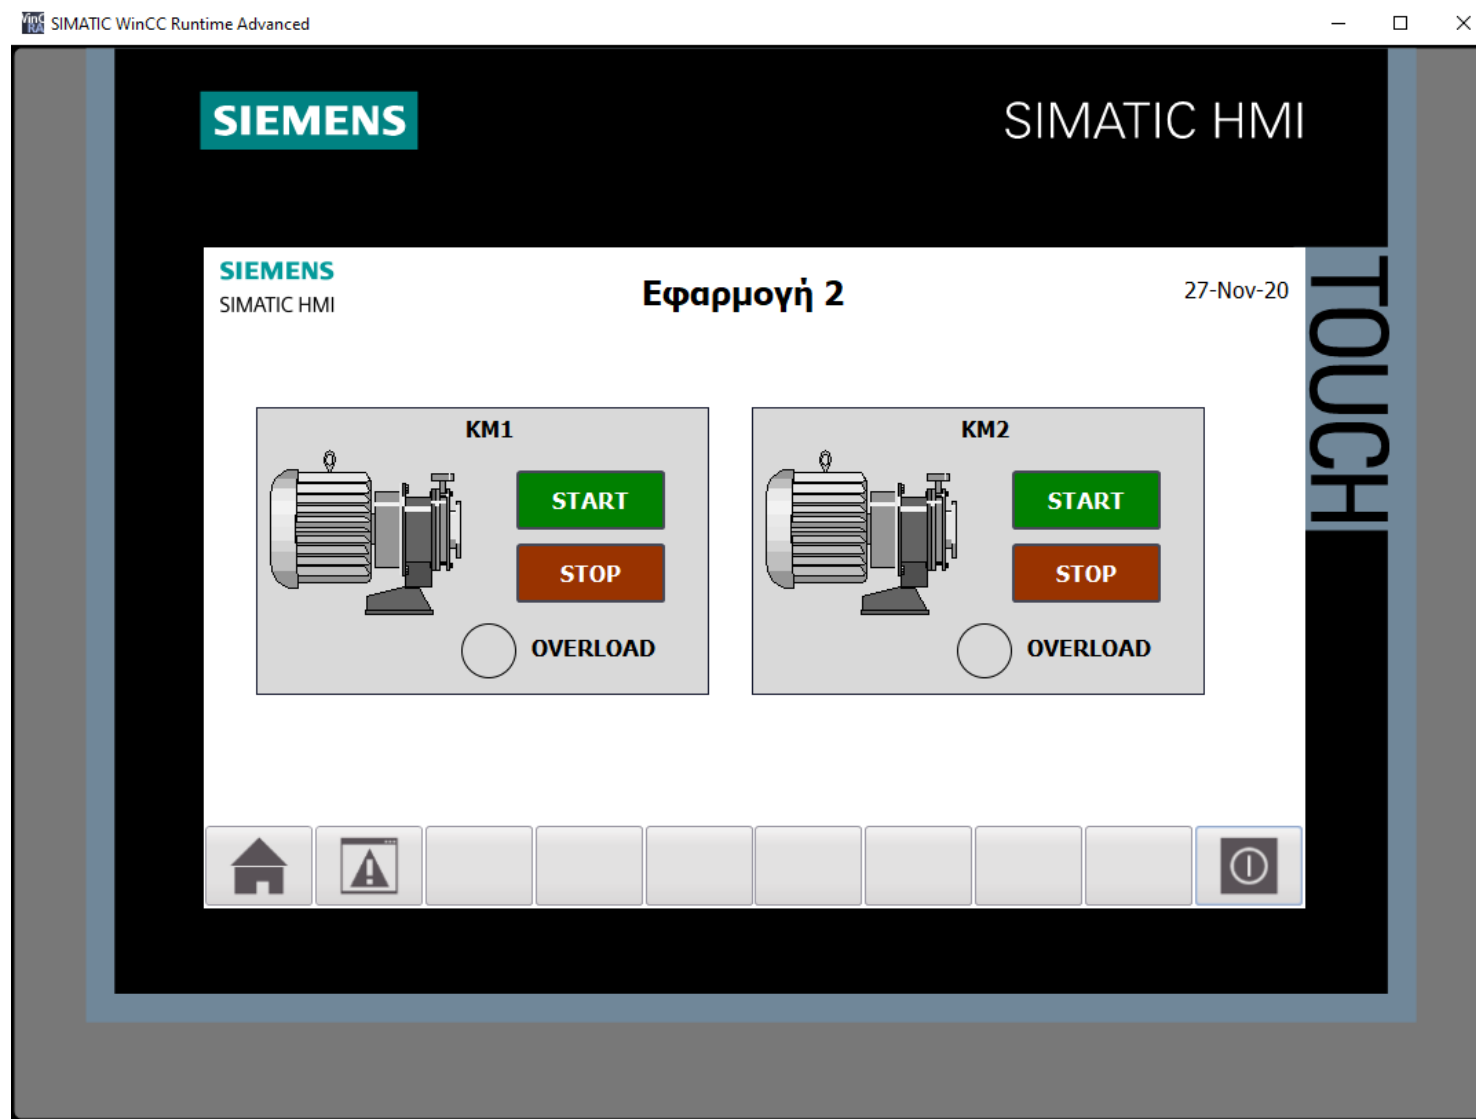 SIMATIC WinCC Runtime Advanced
SIEMENS
SIMATIC HMI
TOUCH
SIEMENS
SIMATIC HMI
Εφαρμογή 2
27-Nov-20
KM1
START
STOP
OVERLOAD
KM2
START
STOP
OVERLOAD